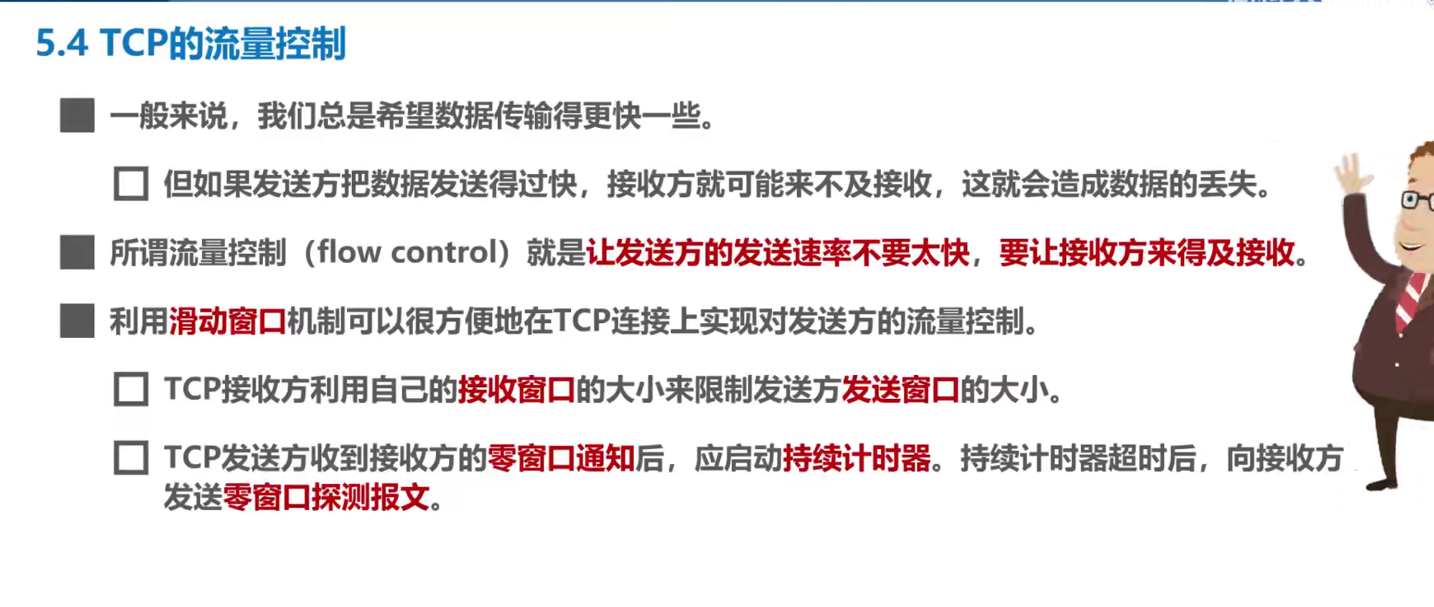 5.4 TCP的流量控制
一般来说，我们总是希望数据传输得更快一些。
但如果发送方把数据发送得过快，接收方就可能来不及接收，这就会造成数据的丢失。
所谓流量控制（flow control）就是让发送方的发送速率不要太快，要让接收方来得及接收。
利用滑动窗口机制可以很方便地在TCP连接上实现对发送方的流量控制。
TCP接收方利用自己的接收窗口的大小来限制发送方发送窗口的大小。
TCP发送方收到接收方的零窗口通知后，应启动持续计时器。持续计时器超时后，向接收方
发送零窗口探测报文。